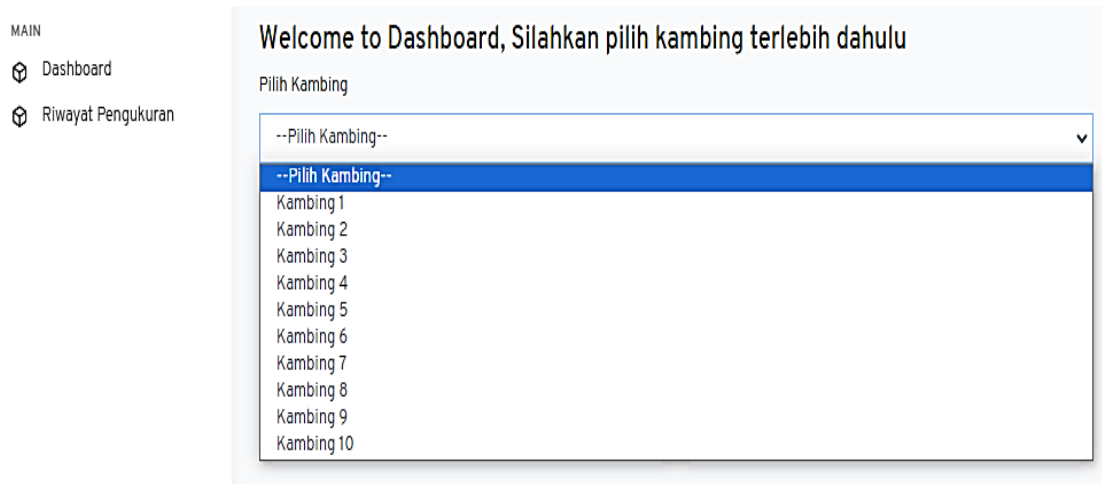 MAIN
Dashboard
Riwayat Pengukuran
Welcome to Dashboard, Silahkan pilih kambing terlebih dahulu
Pilih Kambing
--Pilih Kambing--
--Pilih Kambing--
Kambing 1
Kambing 2
Kambing 3
Kambing 4
Kambing 5
Kambing 6
Kambing 7
Kambing 8
Kambing 9
Kambing 10